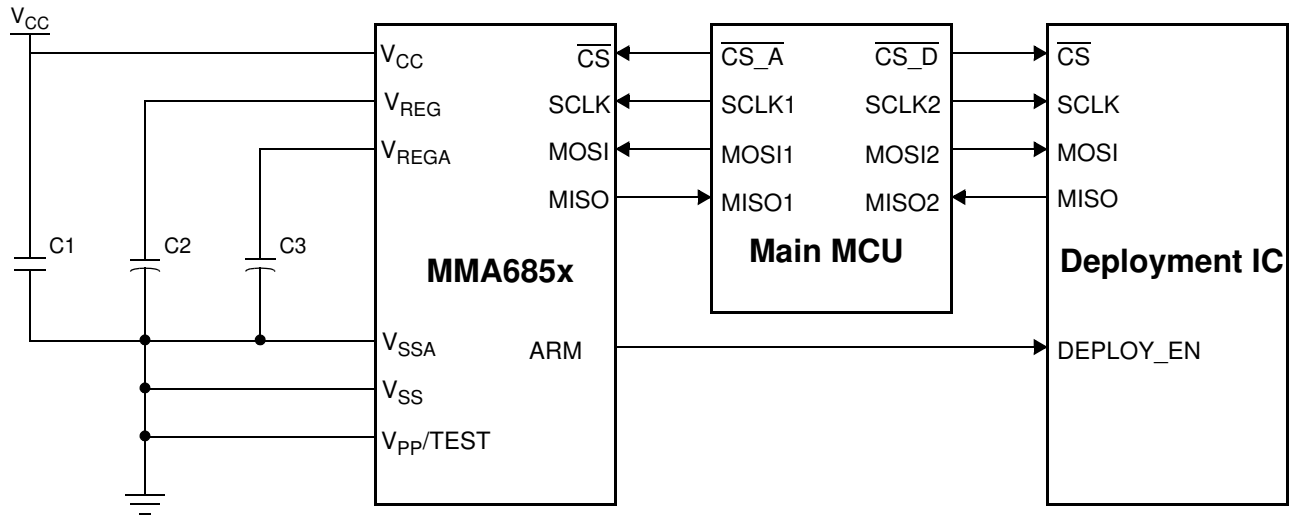 VCC
VCC
VREG
VREGA
C1
C2
C3
VSSA
VSS
VPP/TEST
CS
SCLK
MOSI
MISO
MMA685x
ARM
CS_A
SCLK1
MOSI1
MISO1
CS_D
SCLK2
MOSI2
MISO2
Main MCU
CS
SCLK
MOSI
MISO
Deployment IC
DEPLOY_EN